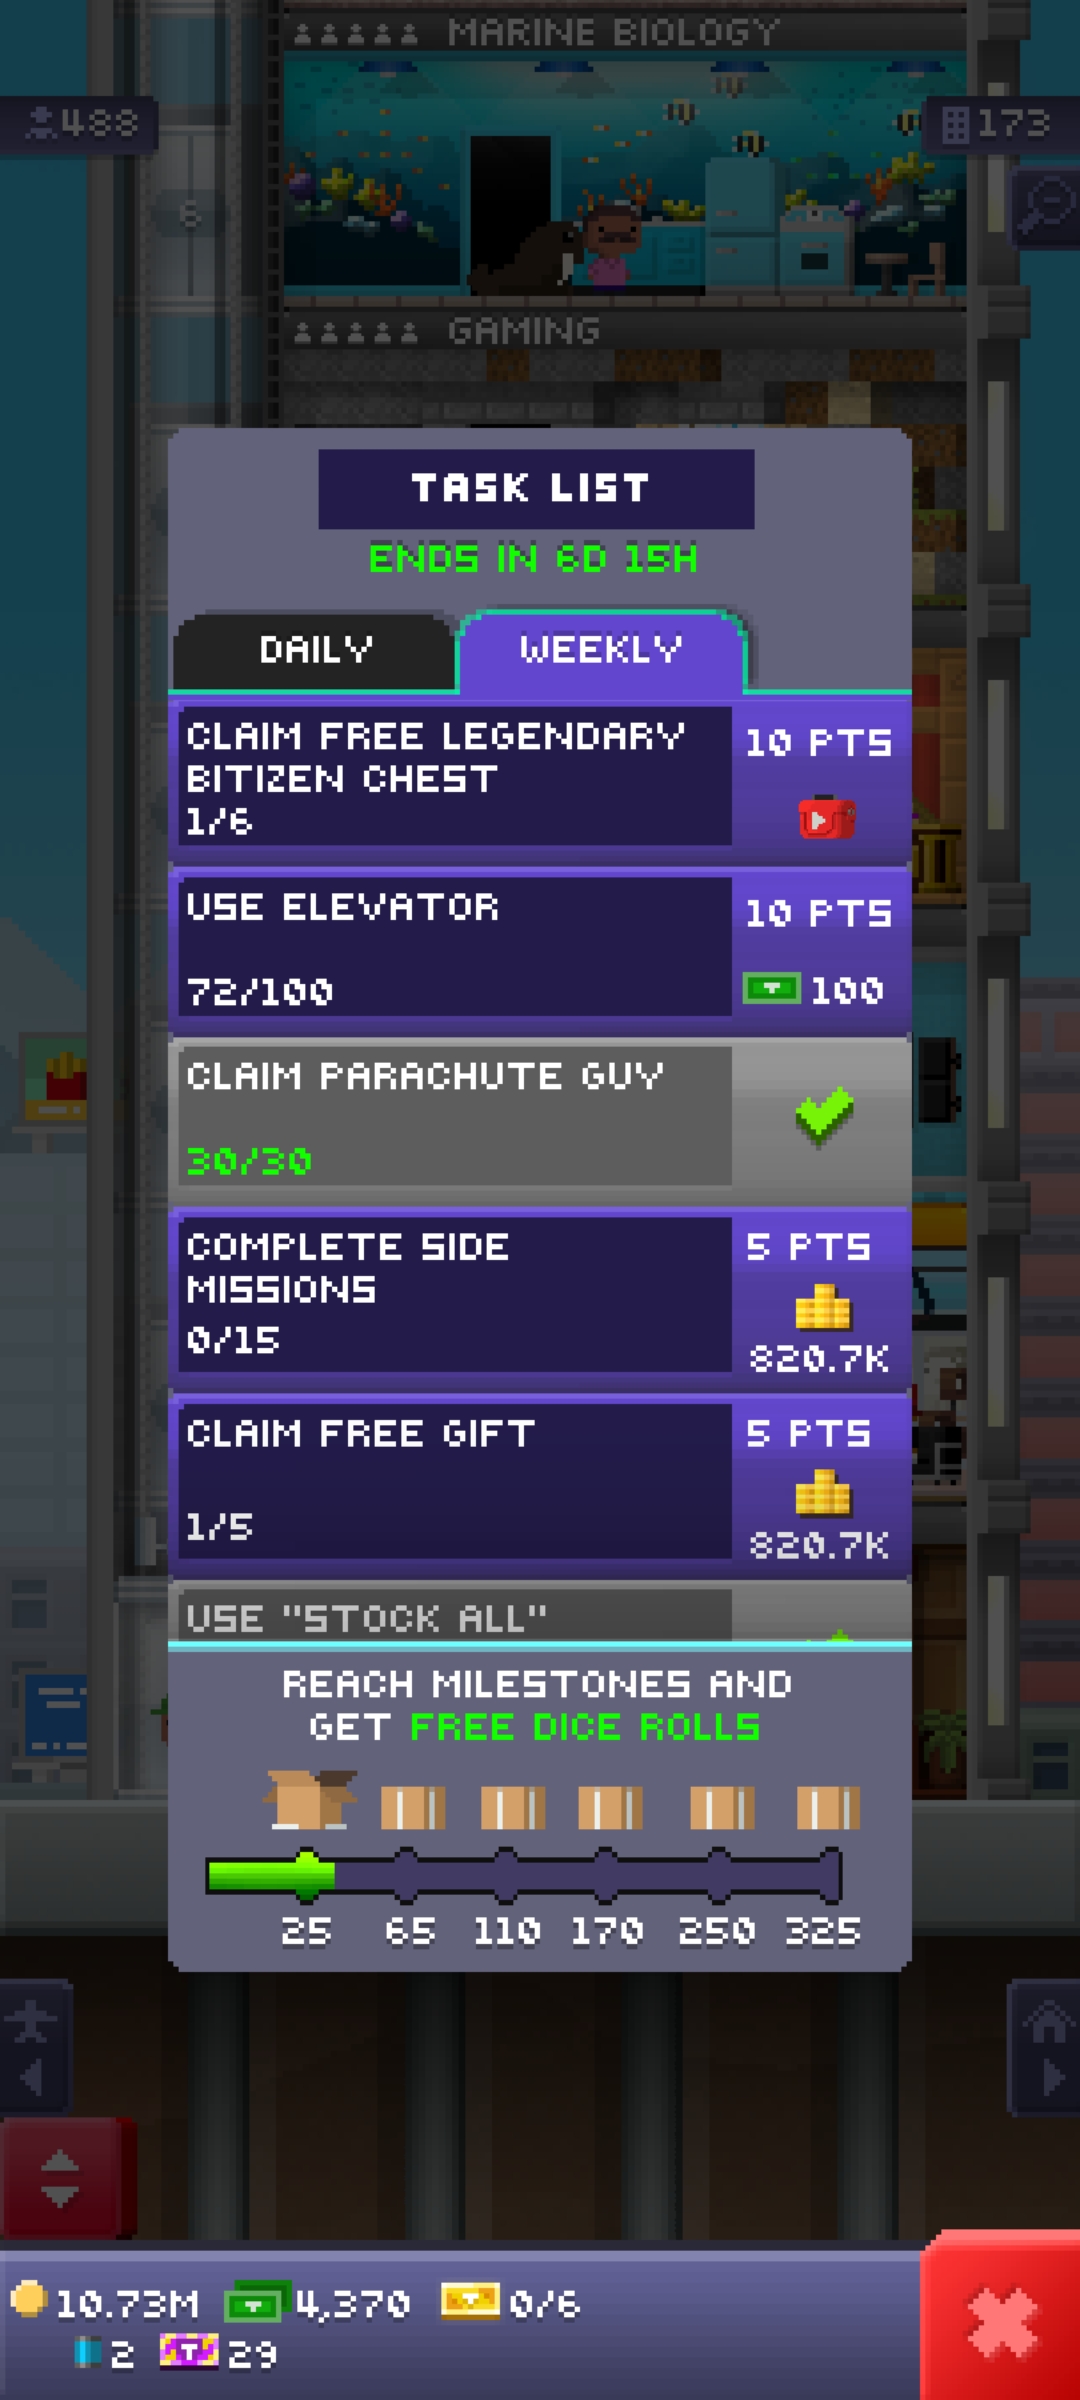 MARINE BIOLOGY
488
173
6
GAMING
TASK LIST
ENDS IN 6D 15H
DAILY
WEEKLY
CLAIM FREE LEGENDARY
BITIZEN CHEST
1/6
10 PTS
USE ELEVATOR
72/100
10 PTS
100
CLAIM PARACHUTE GUY
30/30
COMPLETE SIDE
MISSIONS
0/15
5 PTS
820.7K
CLAIM FREE GIFT
1/5
5 PTS
820.7K
USE "STOCK ALL"
REACH MILESTONES AND
GET FREE DICE ROLLS
25 65 110 170 250 325
10.73M 4,370 0/6
2 29